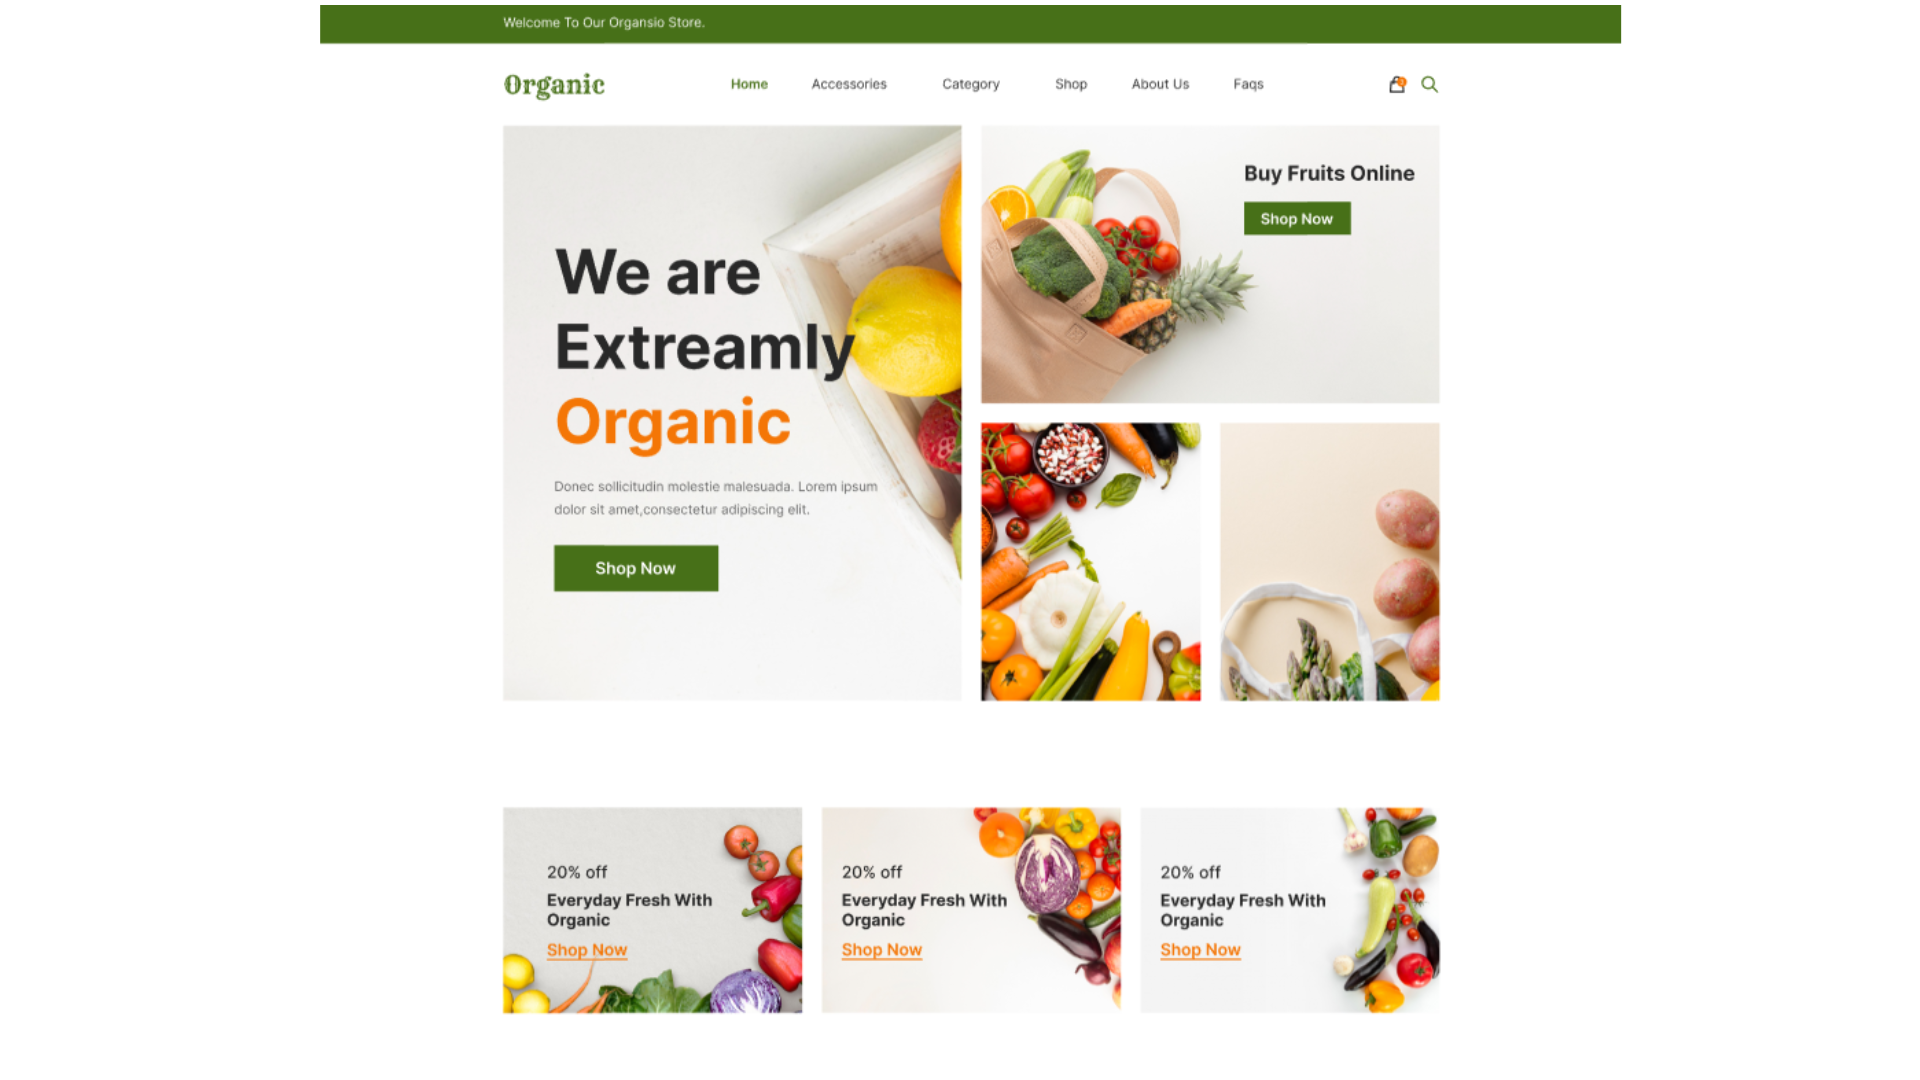 Welcome To Our Organsio Store.
Organic
Home Accessories Category Shop About Us Faqs
We are
Extreamly
Organic
Donec sollicitudin molestie malesuada. Lorem ipsum
dolor sit amet,consectetur adipiscing elit.
Shop Now
Buy Fruits Online
Shop Now
20% off
Everyday Fresh With
Organic
Shop Now
20% off
Everyday Fresh With
Organic
Shop Now
20% off
Everyday Fresh With
Organic
Shop Now